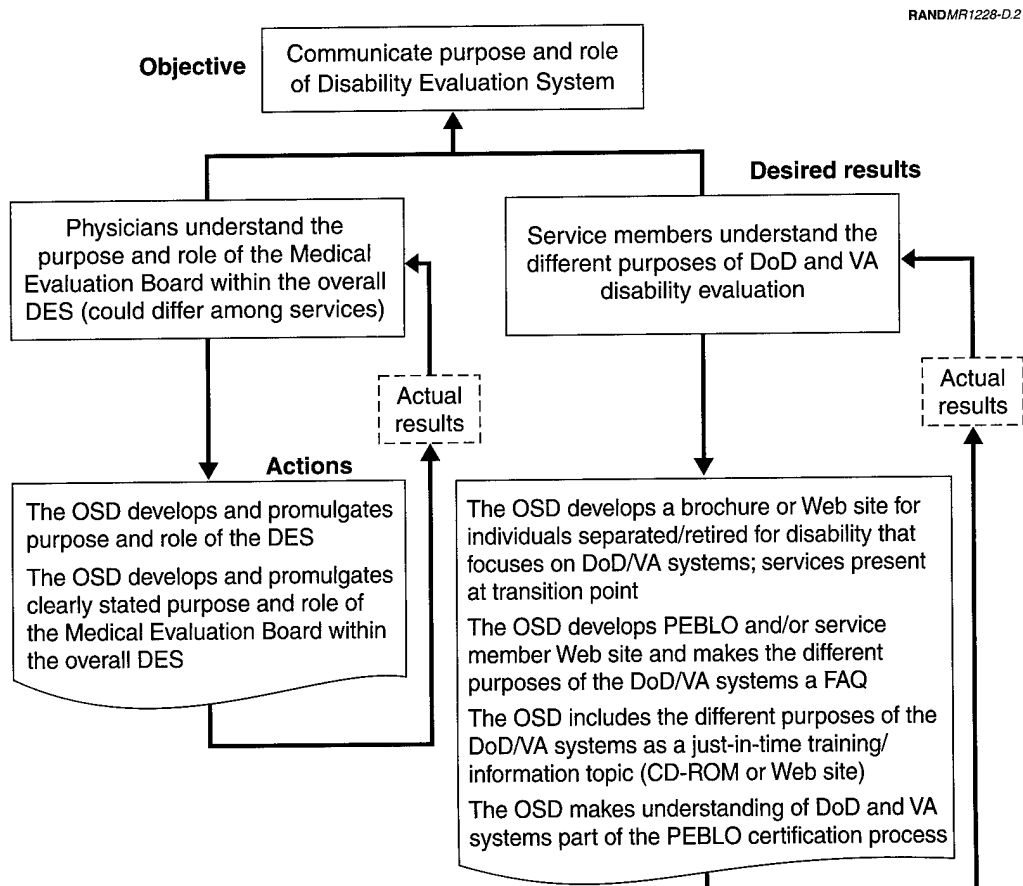 RANDMR1228-D.2
Objective
Communicate purpose and role
of Disability Evaluation System
Desired results
Physicians understand the
purpose and role of the Medical
Evaluation Board within the overall
DES (could differ among services)
Service members understand the
different purposes of DoD and VA
disability evaluation
Actual
results
Actual
results
Actions
The OSD develops and promulgates
purpose and role of the DES
The OSD develops and promulgates
clearly stated purpose and role of
the Medical Evaluation Board within
the overall DES
The OSD develops a brochure or Web site for
individuals separated/retired for disability that
focuses on DoD/VA systems; services present
at transition point
The OSD develops PEBLO and/or service
member Web site and makes the different
purposes of the DoD/VA systems a FAQ
The OSD includes the different purposes of the
DoD/VA systems as a just-in-time training/
information topic (CD-ROM or Web site)
The OSD makes understanding of DoD and VA
systems part of the PEBLO certification process